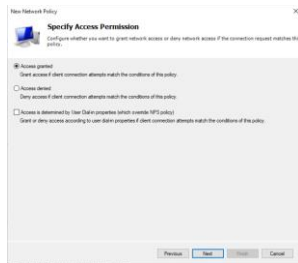 New Network Policy
Specify Access Permission
Configure whether you want to grant network access or deny network access if the connection request matches this
policy.
Access granted
Grant access if client connection attempts match the conditions of this policy.
Access denied
Deny access if client connection attempts match the conditions of this policy.
Access is determined by User Dial-in properties (which override NPS policy)
Grant or deny access according to user dial-in properties if client connection attempts match the conditions of this policy.
Previous
Next
Finish
Cancel